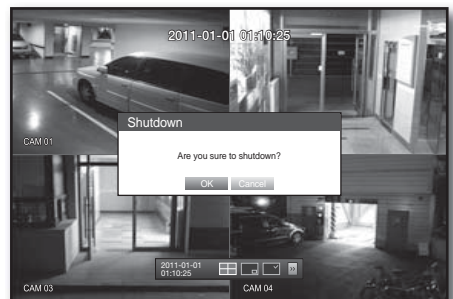 2011-01-01 01:10:25
CAM 01
Shutdown
Are you sure to shutdown?
OK Cancel
2011-01-01
01:10:25
CAM 03
CAM 04